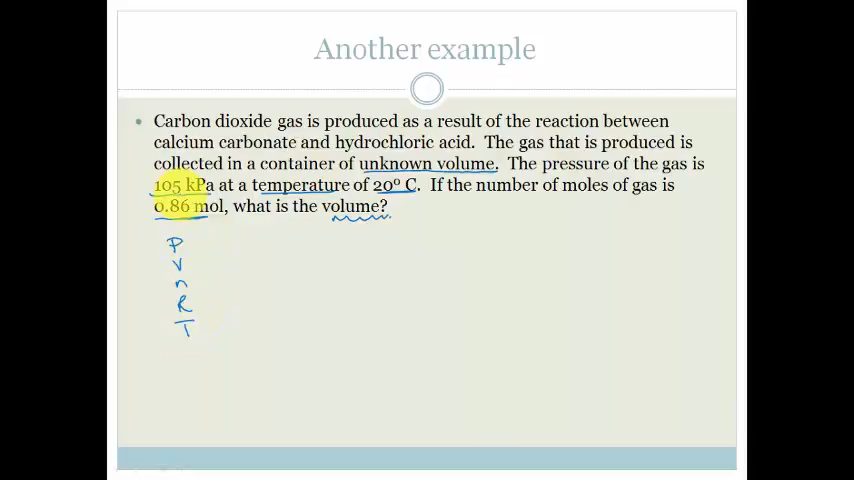 Another example
• Carbon dioxide gas is produced as a result of the reaction between
calcium carbonate and hydrochloric acid. The gas that is produced is
collected in a container of unknown volume. The pressure of the gas is
105 kPa at a temperature of 20⁰ C. If the number of moles of gas is
0.86 mol, what is the volume?
P
V
n
R
T